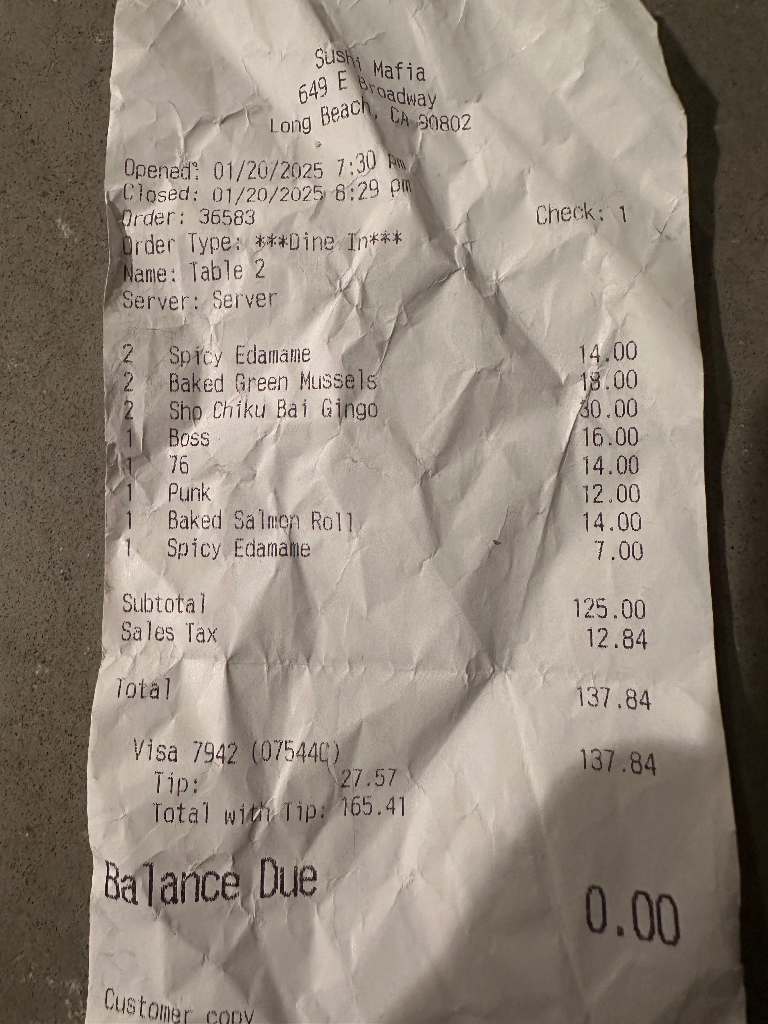 Sushi Mafia
649 E Broadway
Long Beach, CA 90802
Opened: 01/20/2025 7:30 pm
Closed: 01/20/2025 8:29 pm
Order: 36583 Check: 1
Order Type: ***Dine In***
Name: Table 2
Server: Server
2 Spicy Edamame 14.00
2 Baked Green Mussels 18.00
2 Sho Chiku Bai Gingo 30.00
1 Boss 16.00
1 76 14.00
1 Punk 12.00
1 Baked Salmon Roll 14.00
1 Spicy Edamame 7.00
Subtotal 125.00
Sales Tax 12.84
Total 137.84
Visa 7942 (07544C) 137.84
Tip: 27.57
Total with Tip: 165.41
Balance Due 0.00
Customer copy